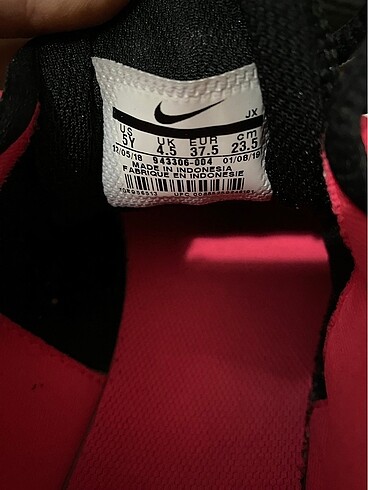 JX
US UK EUR cm
5Y 4.5 37.5 23.5
943306-004
MADE IN INDONESIA
FABRIQUE EN INDONESIE
UPC